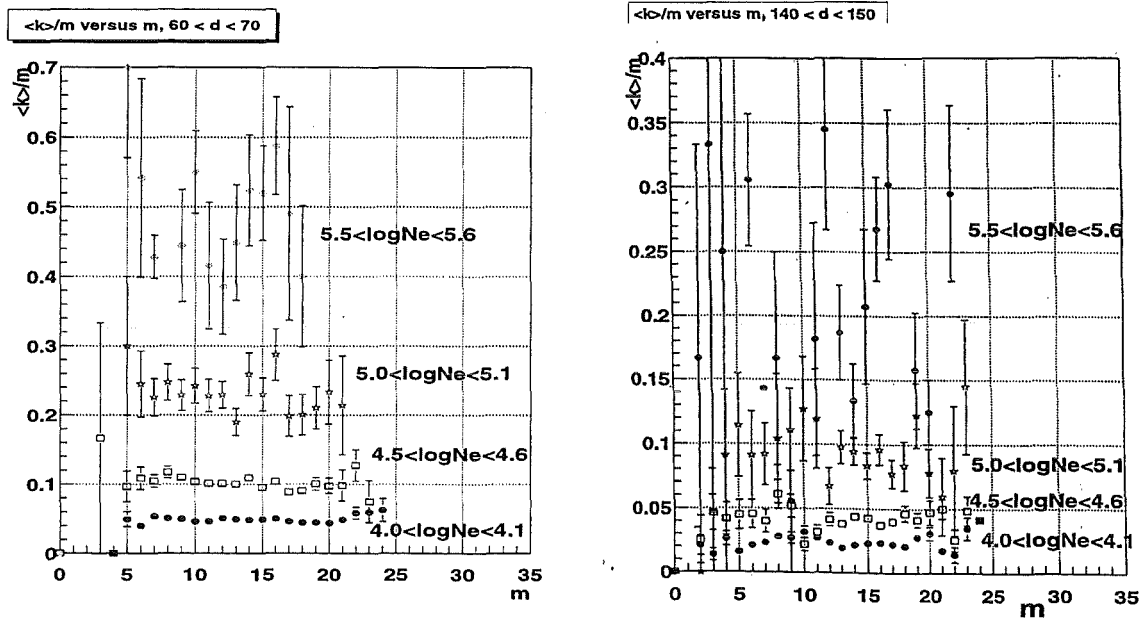 <k>/m versus m, 60 < d < 70
<k>/m
0.7
0.6
0.5
0.4
0.3
0.2
0.1
0
0 5 10 15 20 25 30 35
m
5.5<logNe<5.6
5.0<logNe<5.1
4.5<logNe<4.6
4.0<logNe<4.1
<k>/m versus m, 140 < d < 150
<k>/m
0.4
0.35
0.3
0.25
0.2
0.15
0.1
0.05
0
0 5 10 15 20 25 30 35
m
5.5<logNe<5.6
5.0<logNe<5.1
4.5<logNe<4.6
4.0<logNe<4.1